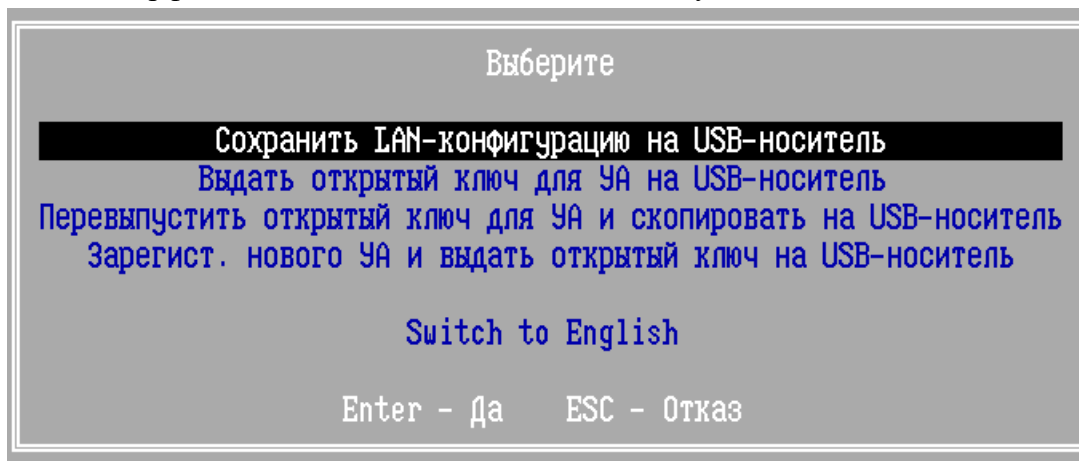 Выберите
Сохранить LAN-конфигурацию на USB-носитель
Выдать открытый ключ для УА на USB-носитель
Перевыпустить открытый ключ для УА и скопировать на USB-носитель
Зарегист. нового УА и выдать открытый ключ на USB-носитель
Switch to English
Enter - Да ESC - Отказ